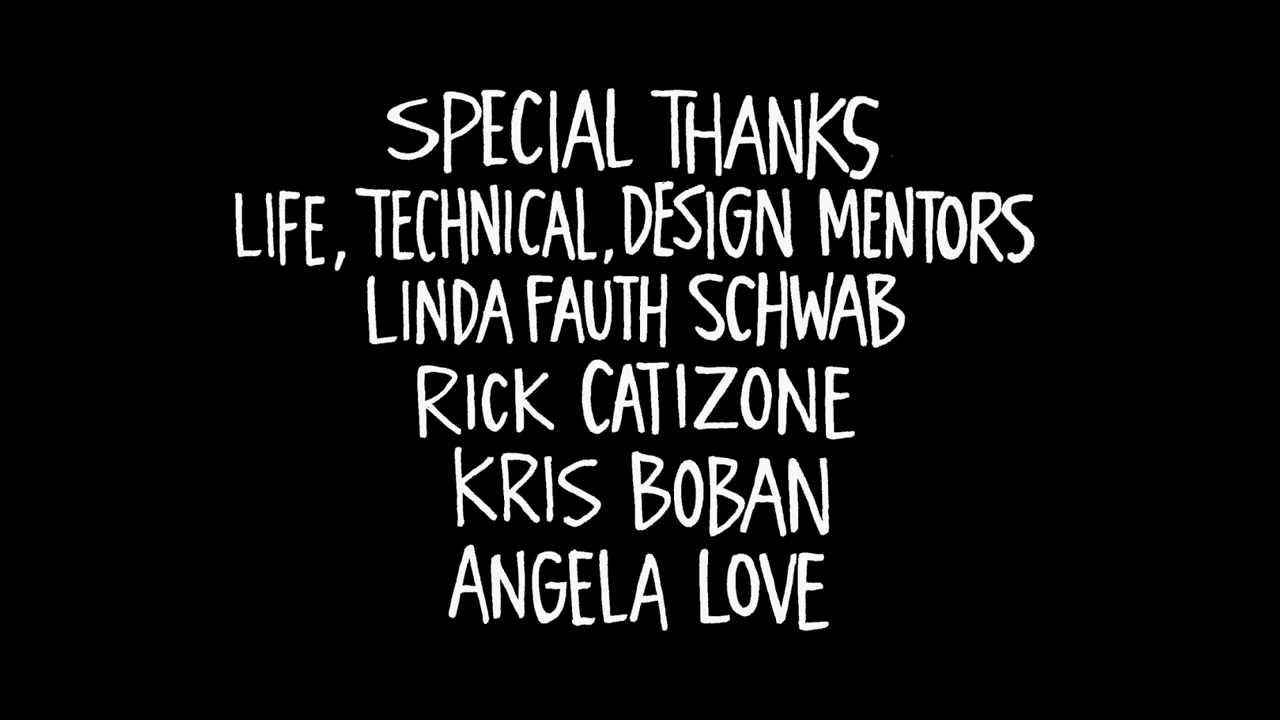 SPECIAL THANKS
LIFE, TECHNICAL, DESIGN MENTORS
LINDA FAUTH SCHWAB
RICK CATIZONE
KRIS BOBAN
ANGELA LOVE